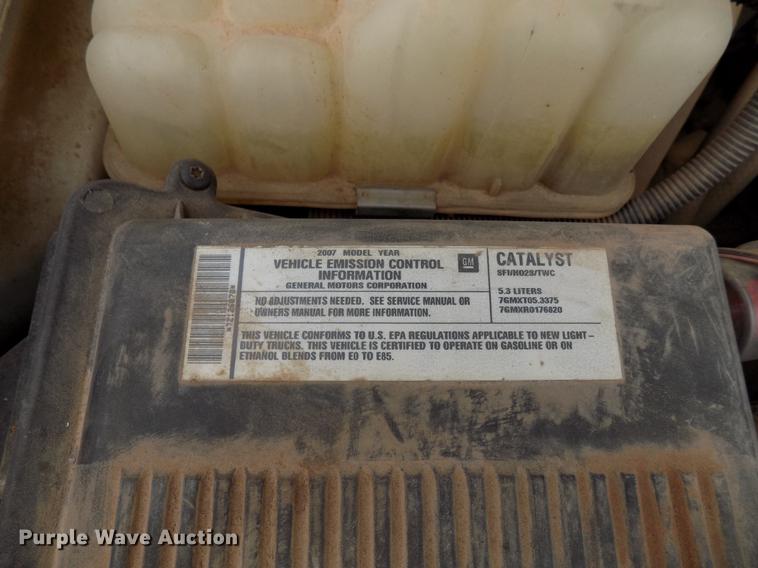 2007 MODEL YEAR
VEHICLE EMISSION CONTROL
INFORMATION
GENERAL MOTORS CORPORATION
GM
CATALYST
SFI/HO2S/TWC
NO ADJUSTMENTS NEEDED. SEE SERVICE MANUAL OR
OWNERS MANUAL FOR MORE INFORMATION.
5.3 LITERS
7GMXT05.3375
7GMXR0176820
THIS VEHICLE CONFORMS TO U.S. EPA REGULATIONS APPLICABLE TO NEW LIGHT-
DUTY TRUCKS. THIS VEHICLE IS CERTIFIED TO OPERATE ON GASOLINE OR ON
ETHANOL BLENDS FROM E0 TO E85.
Purple Wave Auction